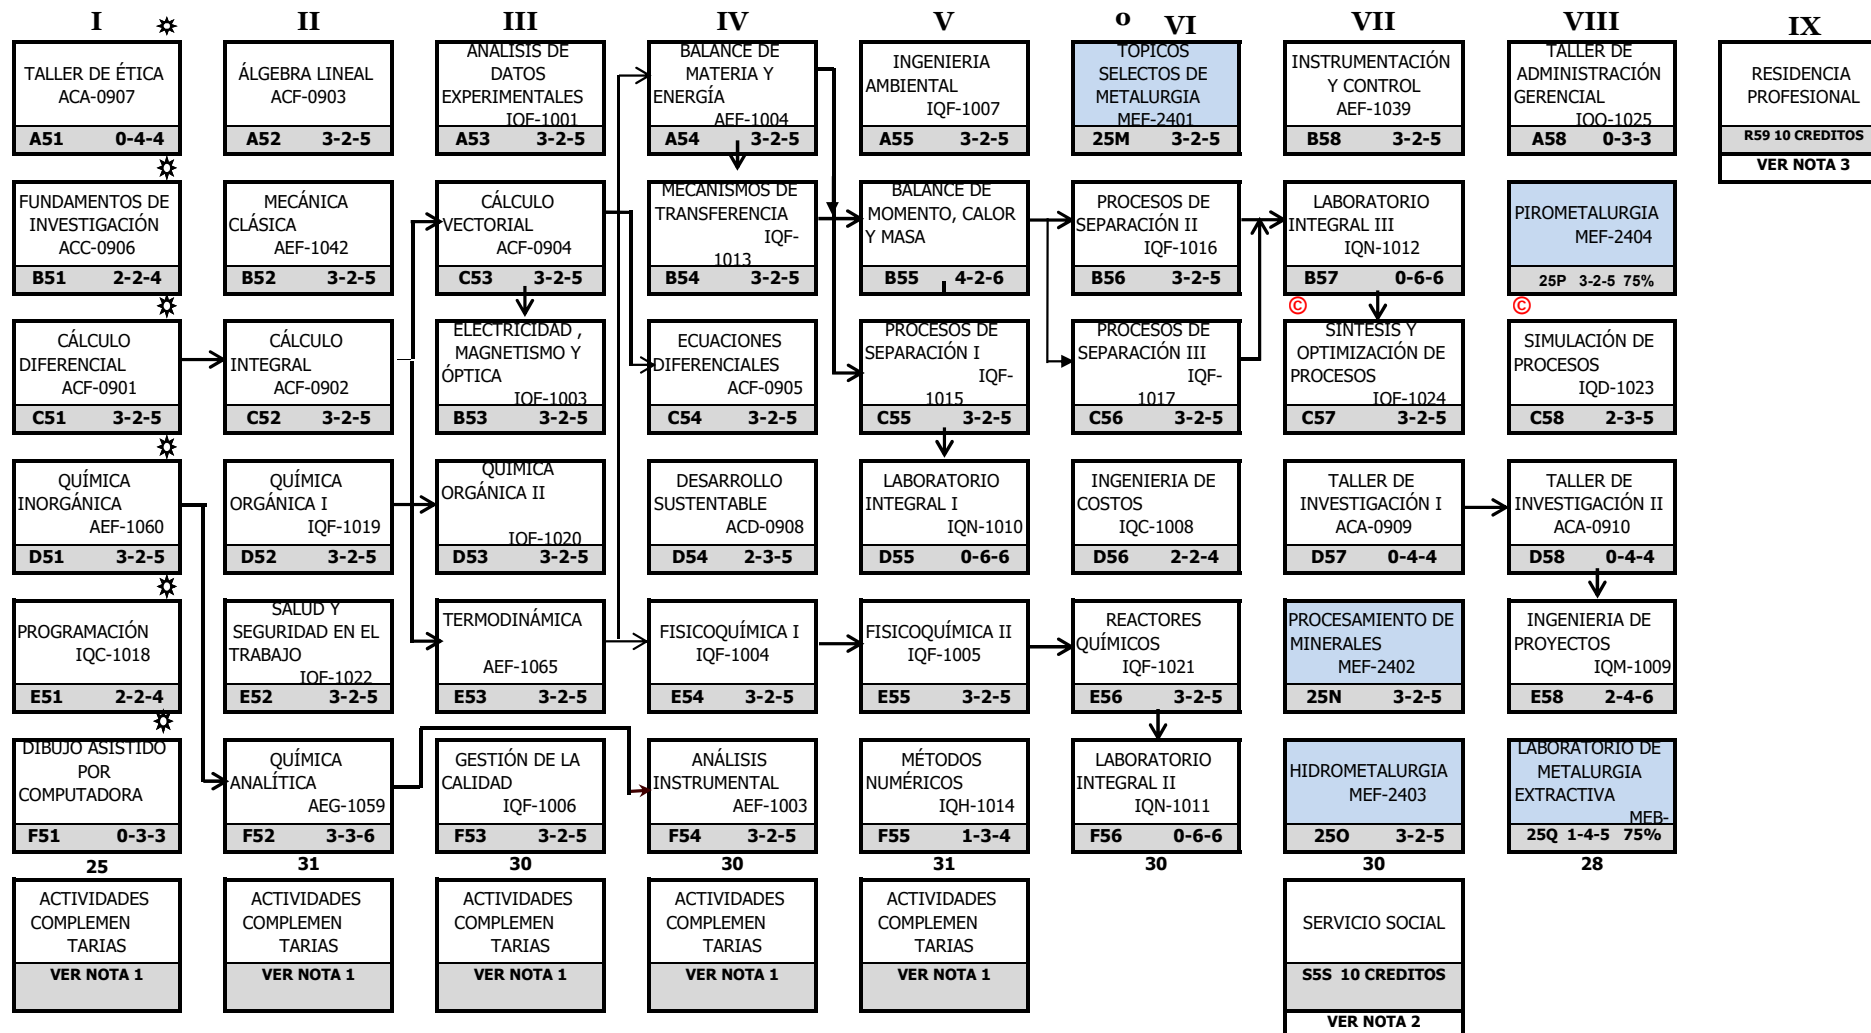 I II III IV V o VI VII VIII IX
TALLER DE ÉTICA
ACA-0907
A51 0-4-4
ÁLGEBRA LINEAL
ACF-0903
A52 3-2-5
ANALISIS DE
DATOS
EXPERIMENTALES
IQF-1001
A53 3-2-5
BALANCE DE
MATERIA Y
ENERGÍA
AEF-1004
A54 3-2-5
INGENIERIA
AMBIENTAL
IQF-1007
A55 3-2-5
TOPICOS
SELECTOS DE
METALURGIA
MEF-2401
25M 3-2-5
INSTRUMENTACIÓN
Y CONTROL
AEF-1039
B58 3-2-5
TALLER DE
ADMINISTRACIÓN
GERENCIAL
IQO-1025
A58 0-3-3
RESIDENCIA
PROFESIONAL
R59 10 CREDITOS
VER NOTA 3
FUNDAMENTOS DE
INVESTIGACIÓN
ACC-0906
B51 2-2-4
MECÁNICA
CLÁSICA
AEF-1042
B52 3-2-5
CÁLCULO
VECTORIAL
ACF-0904
C53 3-2-5
MECANISMOS DE
TRANSFERENCIA
IQF-
1013
B54 3-2-5
BALANCE DE
MOMENTO, CALOR
Y MASA
B55 4-2-6
PROCESOS DE
SEPARACIÓN II
IQF-1016
B56 3-2-5
LABORATORIO
INTEGRAL III
IQN-1012
B57 0-6-6
PIROMETALURGIA
MEF-2404
25P 3-2-5 75%
© ©
CÁLCULO
DIFERENCIAL
ACF-0901
C51 3-2-5
CÁLCULO
INTEGRAL
ACF-0902
C52 3-2-5
ELECTRICIDAD ,
MAGNETISMO Y
ÓPTICA
IQF-1003
B53 3-2-5
ECUACIONES
DIFERENCIALES
ACF-0905
C54 3-2-5
PROCESOS DE
SEPARACIÓN I
IQF-
1015
C55 3-2-5
PROCESOS DE
SEPARACIÓN III
IQF-
1017
C56 3-2-5
SINTESIS Y
OPTIMIZACIÓN DE
PROCESOS
IQF-1024
C57 3-2-5
SIMULACIÓN DE
PROCESOS
IQD-1023
C58 2-3-5
QUÍMICA
INORGÁNICA
AEF-1060
D51 3-2-5
QUÍMICA
ORGÁNICA I
IQF-1019
D52 3-2-5
QUIMICA
ORGÁNICA II
IQF-1020
D53 3-2-5
DESARROLLO
SUSTENTABLE
ACD-0908
D54 2-3-5
LABORATORIO
INTEGRAL I
IQN-1010
D55 0-6-6
INGENIERIA DE
COSTOS
IQC-1008
D56 2-2-4
TALLER DE
INVESTIGACIÓN I
ACA-0909
D57 0-4-4
TALLER DE
INVESTIGACIÓN II
ACA-0910
D58 0-4-4
PROGRAMACIÓN
IQC-1018
E51 2-2-4
SALUD Y
SEGURIDAD EN EL
TRABAJO
IQF-1022
E52 3-2-5
TERMODINÁMICA
AEF-1065
E53 3-2-5
FISICOQUÍMICA I
IQF-1004
E54 3-2-5
FISICOQUÍMICA II
IQF-1005
E55 3-2-5
REACTORES
QUÍMICOS
IQF-1021
E56 3-2-5
PROCESAMIENTO DE
MINERALES
MEF-2402
25N 3-2-5
INGENIERIA DE
PROYECTOS
IQM-1009
E58 2-4-6
DIBUJO ASISTIDO
POR
COMPUTADORA
F51 0-3-3
QUÍMICA
ANALÍTICA
AEG-1059
F52 3-3-6
GESTIÓN DE LA
CALIDAD
IQF-1006
F53 3-2-5
ANÁLISIS
INSTRUMENTAL
AEF-1003
F54 3-2-5
MÉTODOS
NUMÉRICOS
IQH-1014
F55 1-3-4
LABORATORIO
INTEGRAL II
IQN-1011
F56 0-6-6
HIDROMETALURGIA
MEF-2403
25O 3-2-5
LABORATORIO DE
METALURGIA
EXTRACTIVA
MEB-
25Q 1-4-5 75%
25 31 30 30 31 30 30 28
ACTIVIDADES
COMPLEMEN
TARIAS
VER NOTA 1
ACTIVIDADES
COMPLEMEN
TARIAS
VER NOTA 1
ACTIVIDADES
COMPLEMEN
TARIAS
VER NOTA 1
ACTIVIDADES
COMPLEMEN
TARIAS
VER NOTA 1
ACTIVIDADES
COMPLEMEN
TARIAS
VER NOTA 1
SERVICIO SOCIAL
S5S 10 CREDITOS
VER NOTA 2